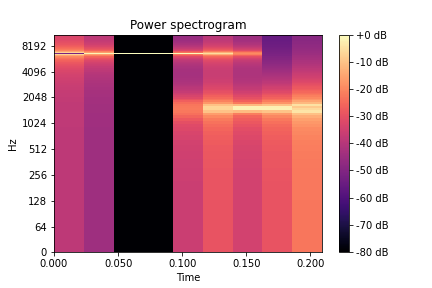 Power spectrogram
8192
4096
2048
1024
512
256
128
64
0
Hz
0.000 0.050 0.100 0.150 0.200
Time
+0 dB
-10 dB
-20 dB
-30 dB
-40 dB
-50 dB
-60 dB
-70 dB
-80 dB